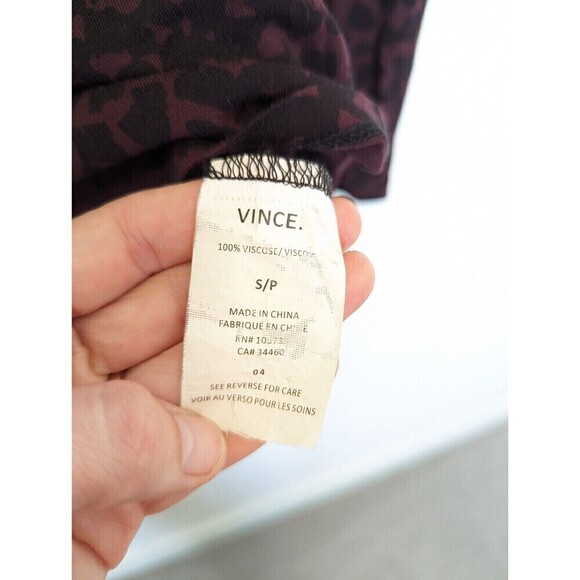 VINCE.
100% VISCOSE/
S/P
MADE IN CHINA
FABRIQUÉ EN CHINE
RN#
CA# 34460
04
SEE REVERSE FOR CARE
VOIR AU VERSO POUR LES SOINS